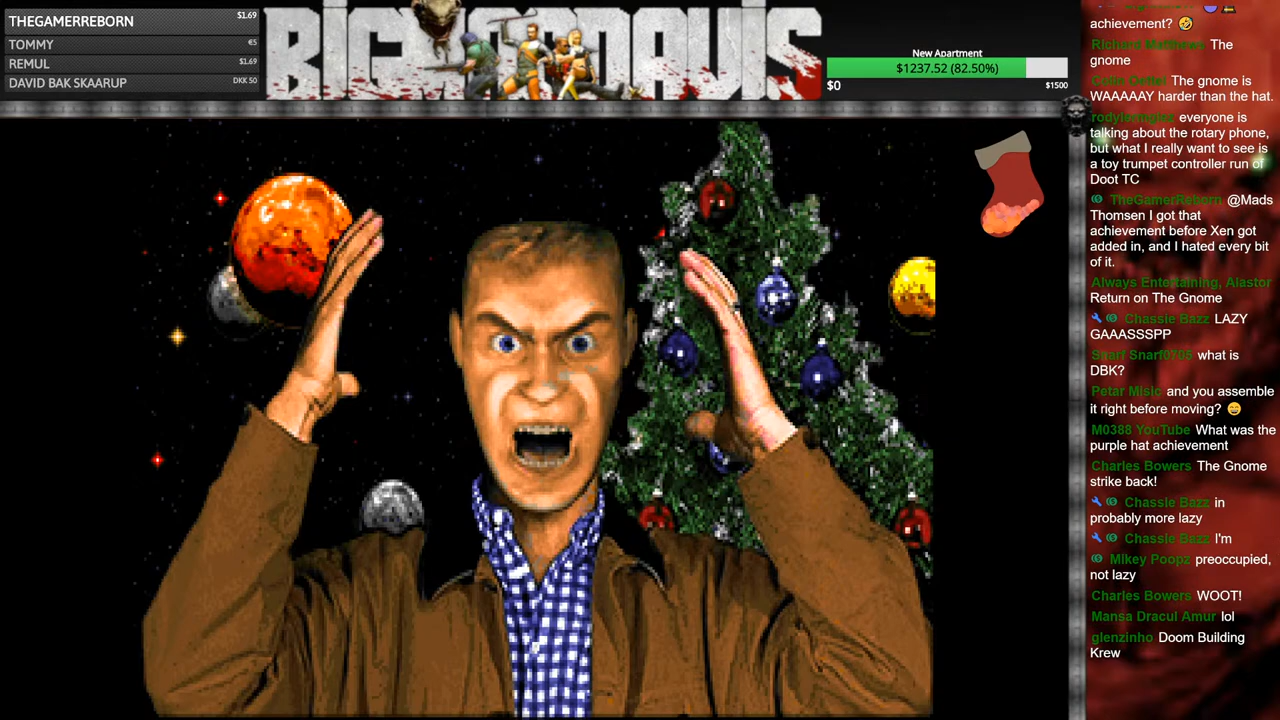 THEGAMERREBORN $1.69
TOMMY €5
REMUL $1.69
DAVID BAK SKAARUP DKK 50
New Apartment
$1237.52 (82.50%)
$0
$1500
achievement? 🤣
Richard Matthews The
gnome
The gnome is
WAAAAY harder than the hat.
everyone is
talking about the rotary phone,
but what I really want to see is
a toy trumpet controller run of
Doot TC
TheGamerReborn @Mads
Thomsen I got that
achievement before Xen got
added in, and I hated every bit
of it.
Always Entertaining, Alastor
Return on The Gnome
Chassie Bazz LAZY
GAAASSSPP
Snarf Snarf0705 what is
DBK?
Petar Misic and you assemble
it right before moving? 😄
M0388 YouTube What was the
purple hat achievement
Charles Bowers The Gnome
strike back!
Chassie Bazz in
probably more lazy
Chassie Bazz I'm
Mikey Poopz preoccupied,
not lazy
Charles Bowers WOOT!
Mansa Dracul Amur lol
glenzinho Doom Building
Krew